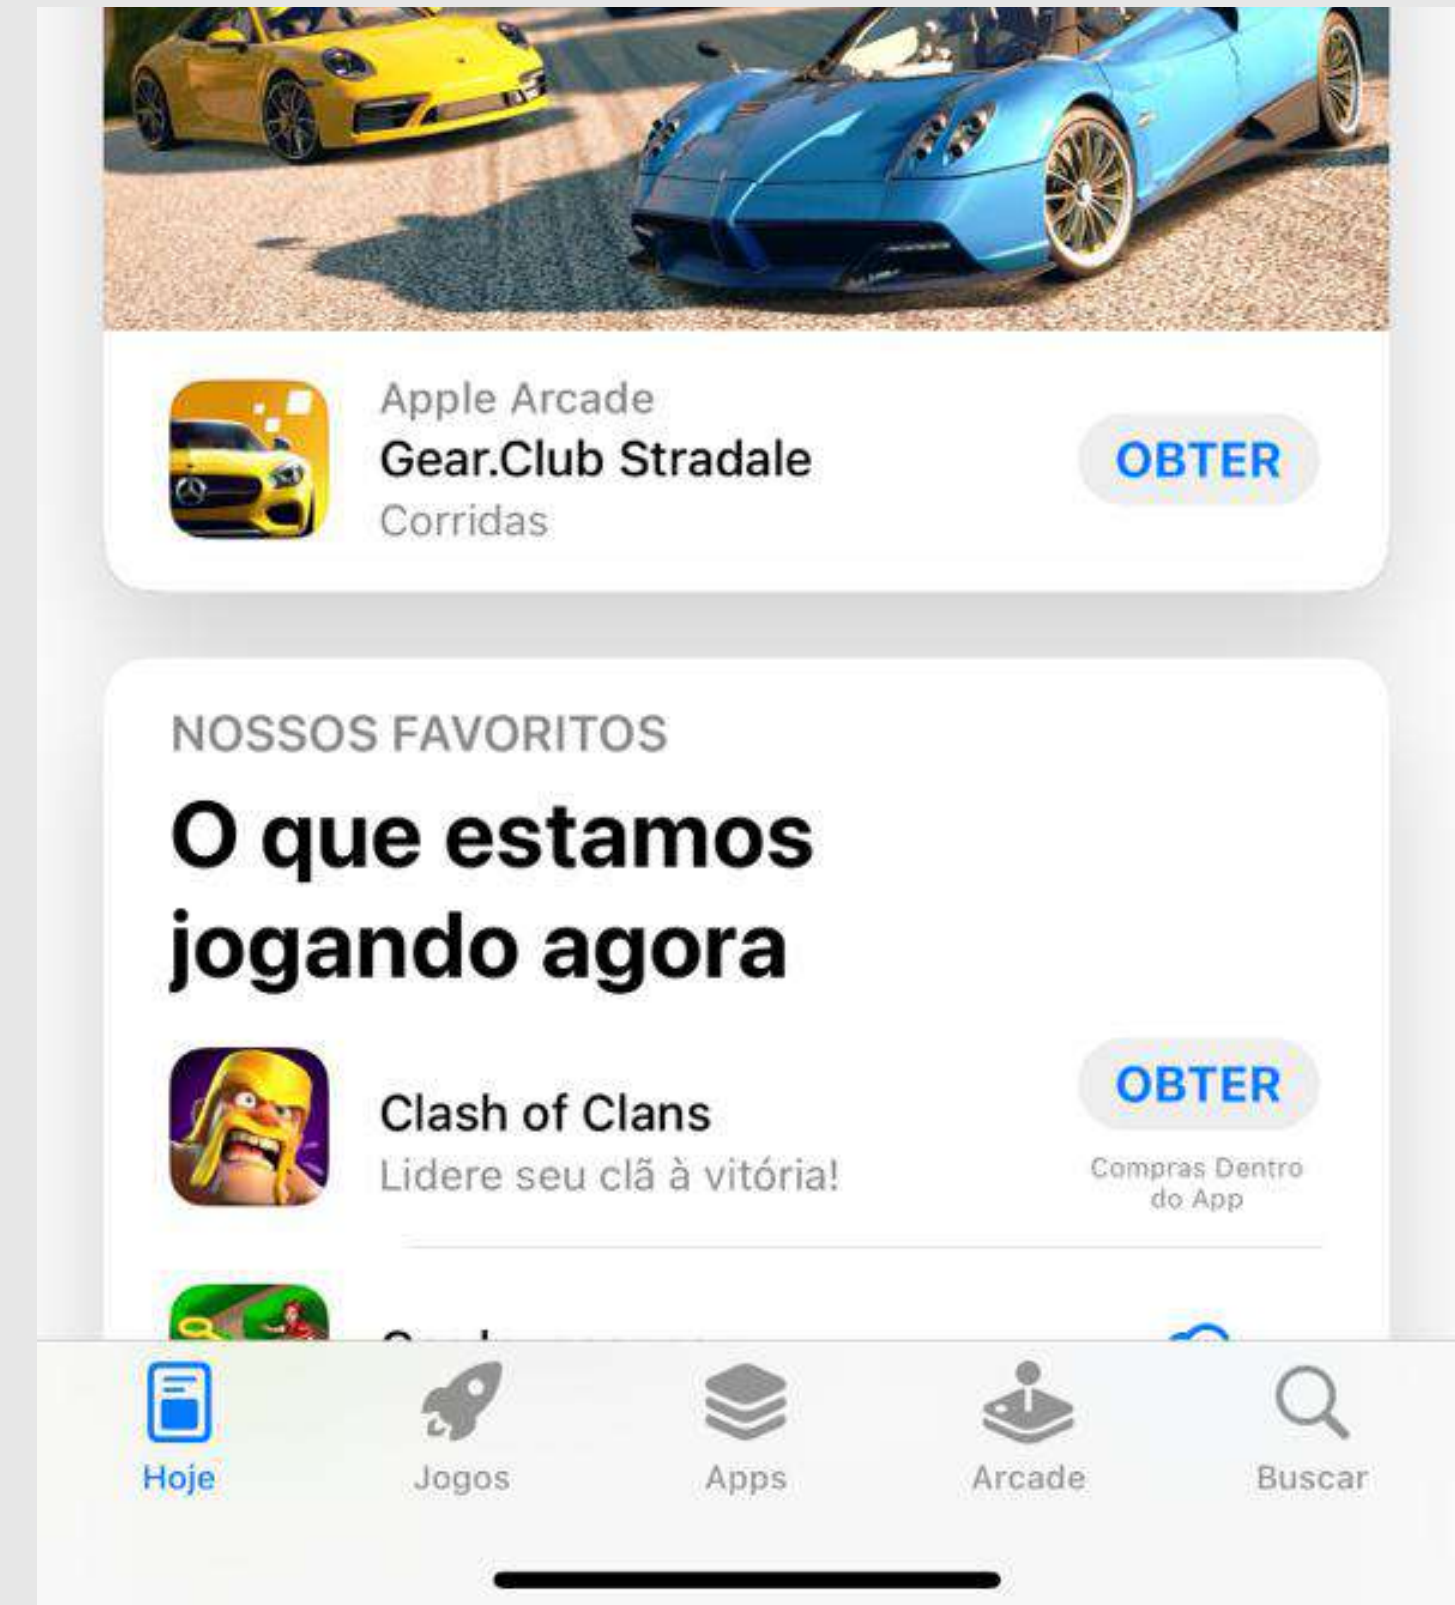 Apple Arcade
Gear.Club Stradale
Corridas
OBTER
NOSSOS FAVORITOS
O que estamos
jogando agora
Clash of Clans
Lidere seu clã à vitória!
OBTER
Compras Dentro
do App
Hoje
Jogos
Apps
Arcade
Buscar